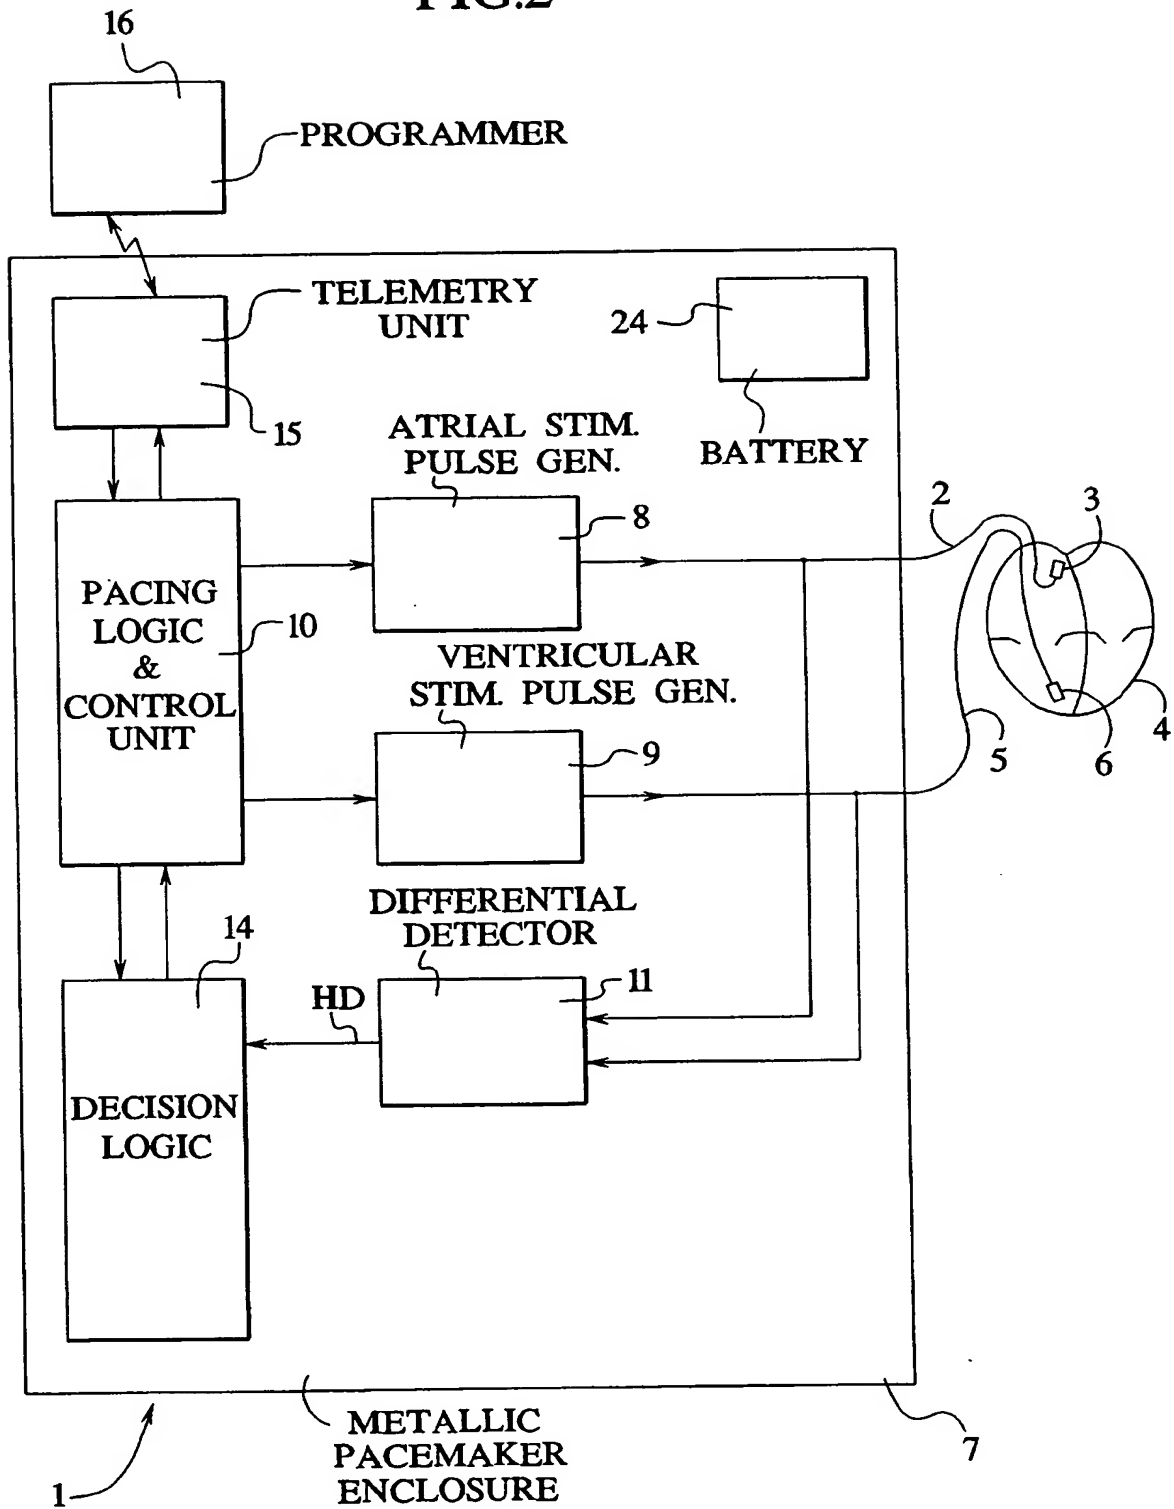 FIG.2
16
PROGRAMMER
TELEMETRY
UNIT
15
24
BATTERY
ATRIAL STIM.
PULSE GEN.
8
2
3
PACING
LOGIC
&
CONTROL
UNIT
10
VENTRICULAR
STIM. PULSE GEN.
9
5
6
4
DIFFERENTIAL
DETECTOR
11
14
HD
DECISION
LOGIC
METALLIC
PACEMAKER
ENCLOSURE
7
1